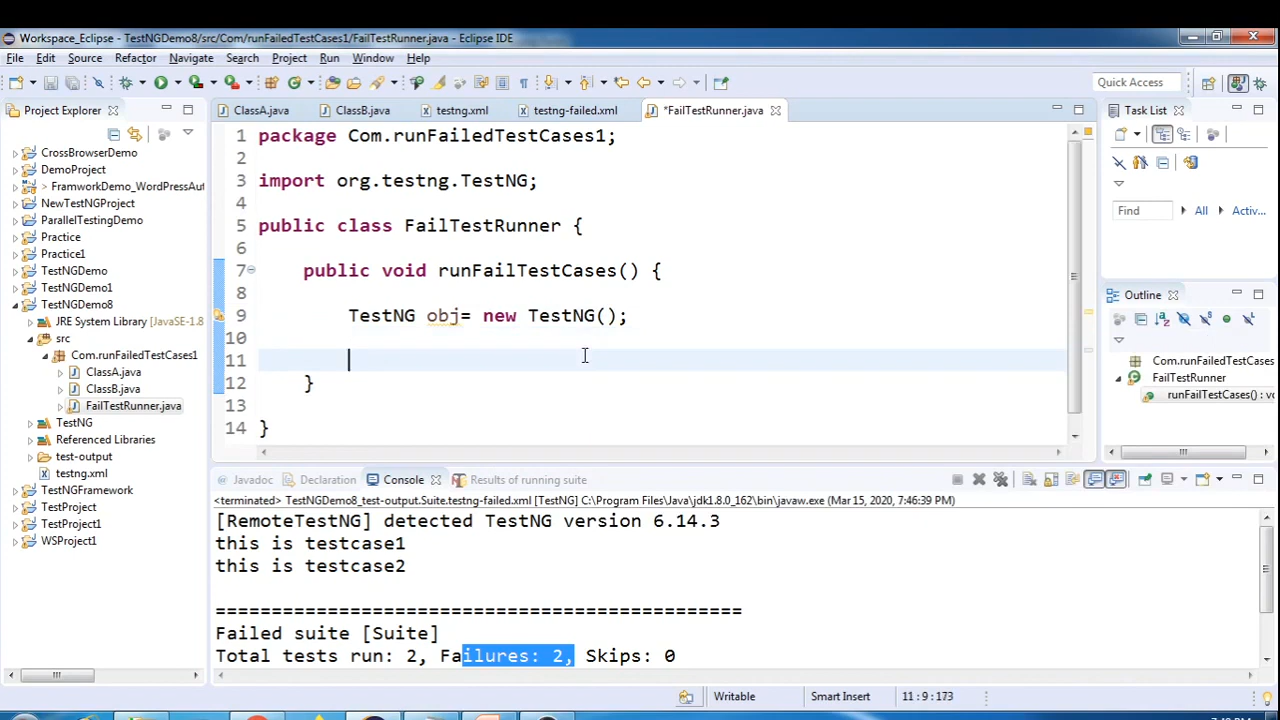 Workspace_Eclipse - TestNGDemo8/src/Com/runFailedTestCases1/FailTestRunner.java - Eclipse IDE
File Edit Source Refactor Navigate Search Project Run Window Help
Quick Access
Project Explorer
CrossBrowserDemo
DemoProject
> FramworkDemo_WordPressAut
NewTestNGProject
ParallelTestingDemo
Practice
Practice1
TestNGDemo
TestNGDemo1
TestNGDemo8
JRE System Library [JavaSE-1.8
src
Com.runFailedTestCases1
ClassA.java
ClassB.java
FailTestRunner.java
TestNG
Referenced Libraries
test-output
testng.xml
TestNGFramework
TestProject
TestProject1
WSProject1
ClassA.java ClassB.java testng.xml testng-failed.xml *FailTestRunner.java
1 package Com.runFailedTestCases1;
2
3 import org.testng.TestNG;
4
5 public class FailTestRunner {
6
7 public void runFailTestCases() {
8
9 TestNG obj= new TestNG();
10
11
12 }
13
14 }
Task List
Find All Activ...
Outline
Com.runFailedTestCases
FailTestRunner
runFailTestCases() : vo
Javadoc Declaration Console Results of running suite
<terminated> TestNGDemo8_test-output.Suite.testng-failed.xml [TestNG] C:\Program Files\Java\jdk1.8.0_162\bin\javaw.exe (Mar 15, 2020, 7:46:39 PM)
[RemoteTestNG] detected TestNG version 6.14.3
this is testcase1
this is testcase2
===============================================
Failed suite [Suite]
Total tests run: 2, Failures: 2, Skips: 0
Writable Smart Insert 11:9:173